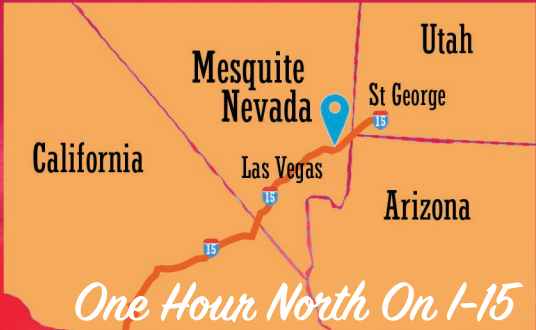 Utah
Mesquite
Nevada
St George
15
California
Las Vegas
15
Arizona
15
One Hour North On I-15